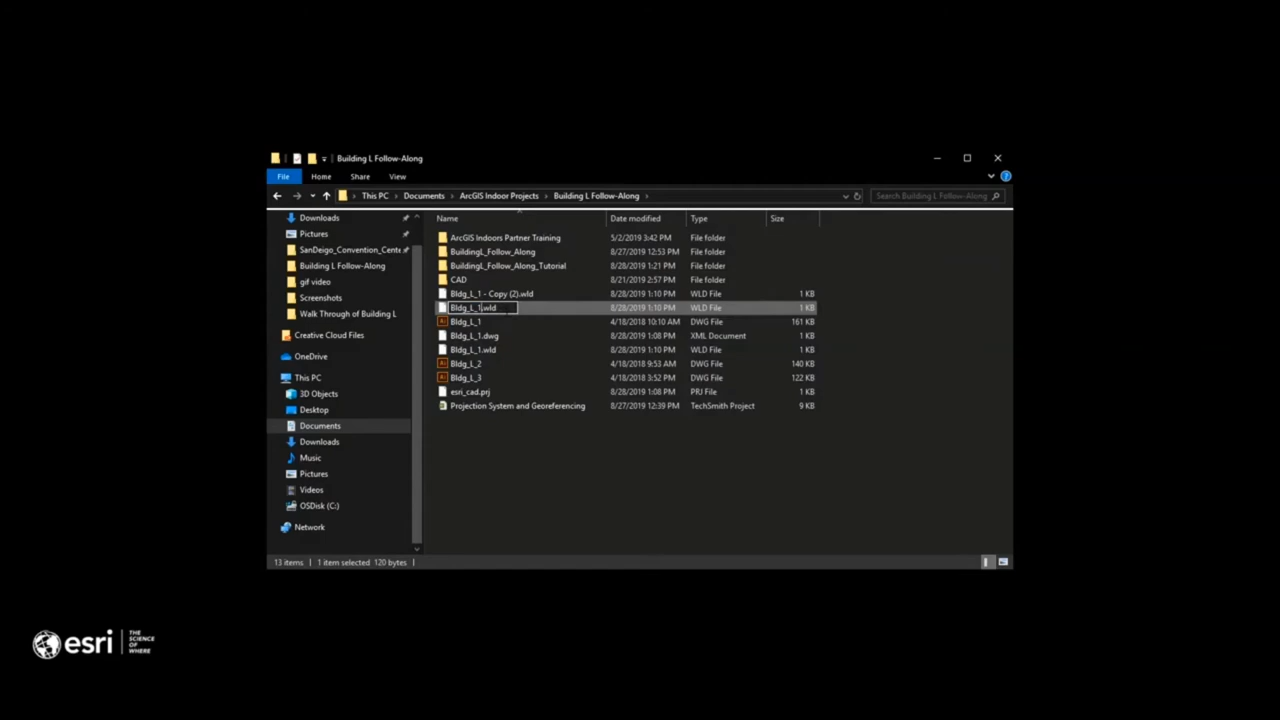 Building L Follow-Along
File Home Share View
This PC Documents ArcGIS Indoor Projects Building L Follow-Along Search Building L Follow-Along
Name Date modified Type Size
Downloads
Pictures
SanDeigo_Convention_Cente
Building L Follow-Along
gif video
Screenshots
Walk Through of Building L
Creative Cloud Files
OneDrive
This PC
3D Objects
Desktop
Documents
Downloads
Music
Pictures
Videos
OSDisk (C:)
Network
ArcGIS Indoors Partner Training 5/2/2019 3:42 PM File folder
BuildingL_Follow_Along 8/27/2019 12:53 PM File folder
BuildingL_Follow_Along_Tutorial 8/28/2019 1:21 PM File folder
CAD 8/21/2019 2:57 PM File folder
Bldg_L_1 - Copy (2).wld 8/28/2019 1:10 PM WLD File 1 KB
Bldg_L_1.wld 8/28/2019 1:10 PM WLD File 1 KB
Bldg_L_1 4/18/2018 10:10 AM DWG File 161 KB
Bldg_L_1.dwg 8/28/2019 1:08 PM XML Document 1 KB
Bldg_L_1.wld 8/28/2019 1:10 PM WLD File 1 KB
Bldg_L_2 4/18/2018 9:53 AM DWG File 140 KB
Bldg_L_3 4/18/2018 3:52 PM DWG File 122 KB
esri_cad.prj 8/28/2019 1:08 PM PRJ File 1 KB
Projection System and Georeferencing 8/27/2019 12:39 PM TechSmith Project 9 KB
13 items 1 item selected 120 bytes
esri
THE
SCIENCE
OF
WHERE